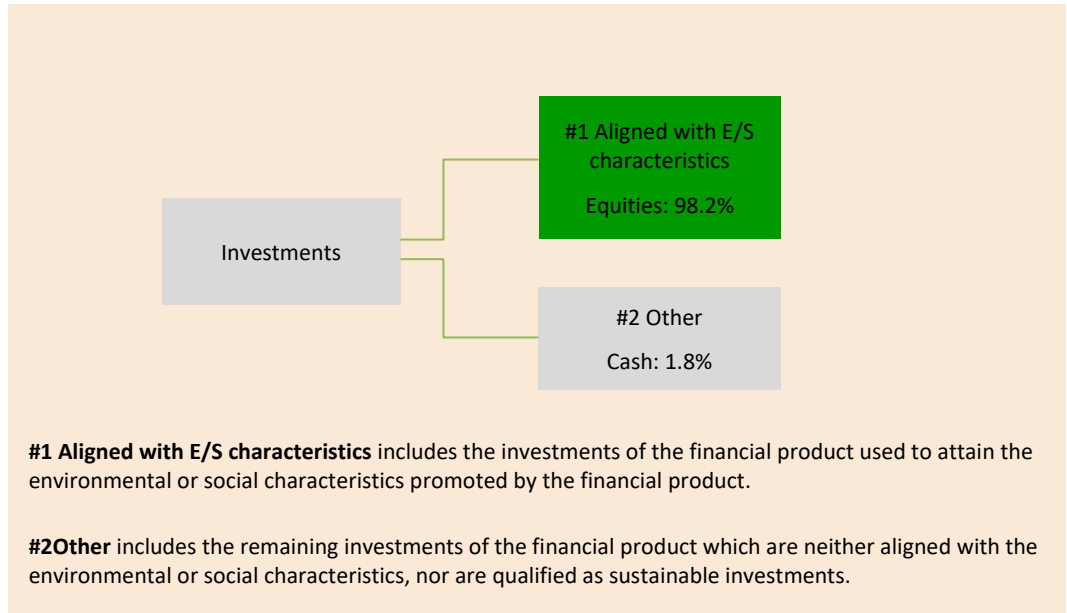 #1 Aligned with E/S
characteristics
Equities: 98.2%
Investments
#2 Other
Cash: 1.8%
#1 Aligned with E/S characteristics includes the investments of the financial product used to attain the
environmental or social characteristics promoted by the financial product.
#2Other includes the remaining investments of the financial product which are neither aligned with the
environmental or social characteristics, nor are qualified as sustainable investments.